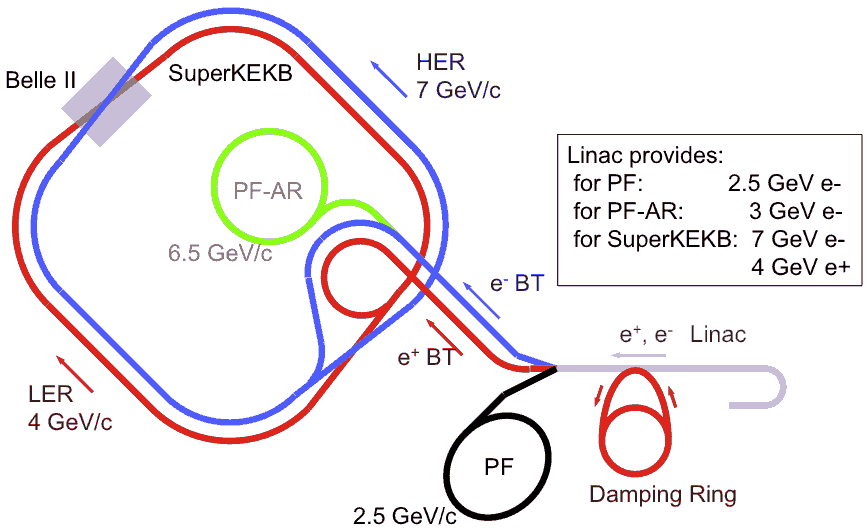 HER
7 GeV/c
SuperKEKB
Belle II
Linac provides:
for PF: 2.5 GeV e-
for PF-AR: 3 GeV e-
for SuperKEKB: 7 GeV e-
4 GeV e+
PF-AR
6.5 GeV/c
e⁻ BT
e⁺ BT
e⁺, e⁻ Linac
LER
4 GeV/c
PF
2.5 GeV/c
Damping Ring